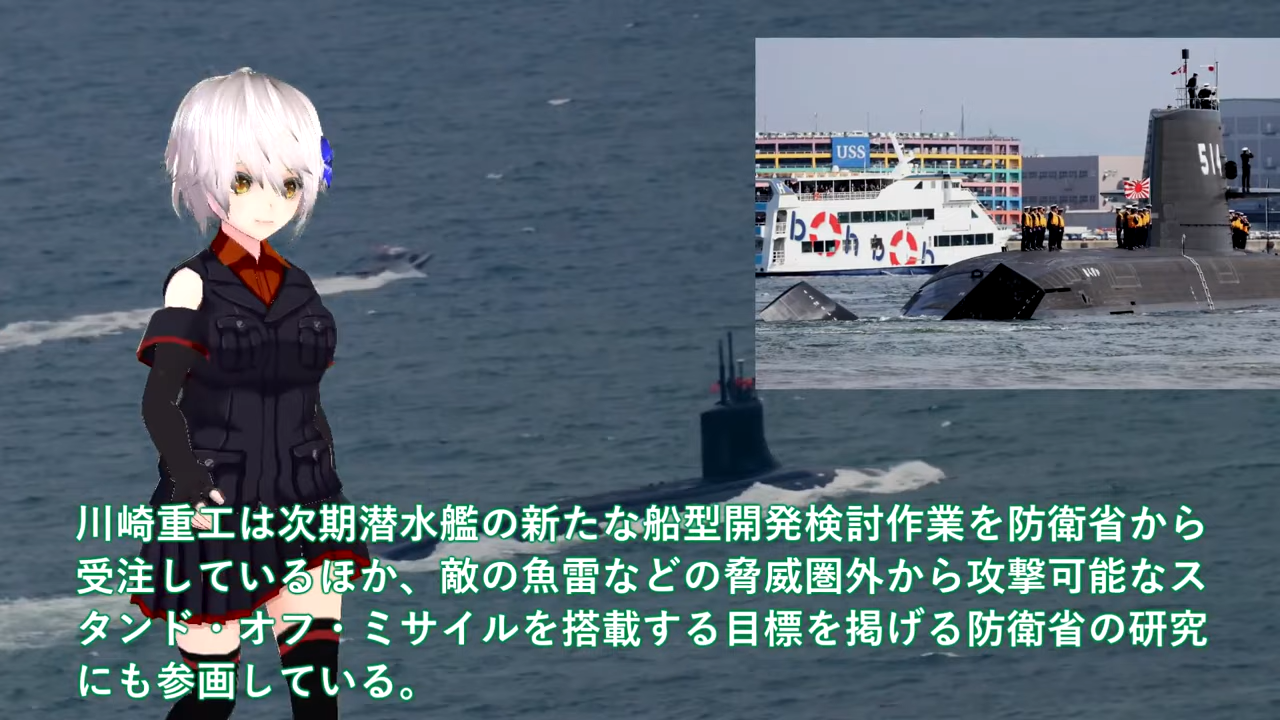 USS
514
b h b h
川崎重工は次期潜水艦の新たな船型開発検討作業を防衛省から
受注しているほか、敵の魚雷などの脅威圏外から攻撃可能なス
タンド・オフ・ミサイルを搭載する目標を掲げる防衛省の研究
にも参画している。